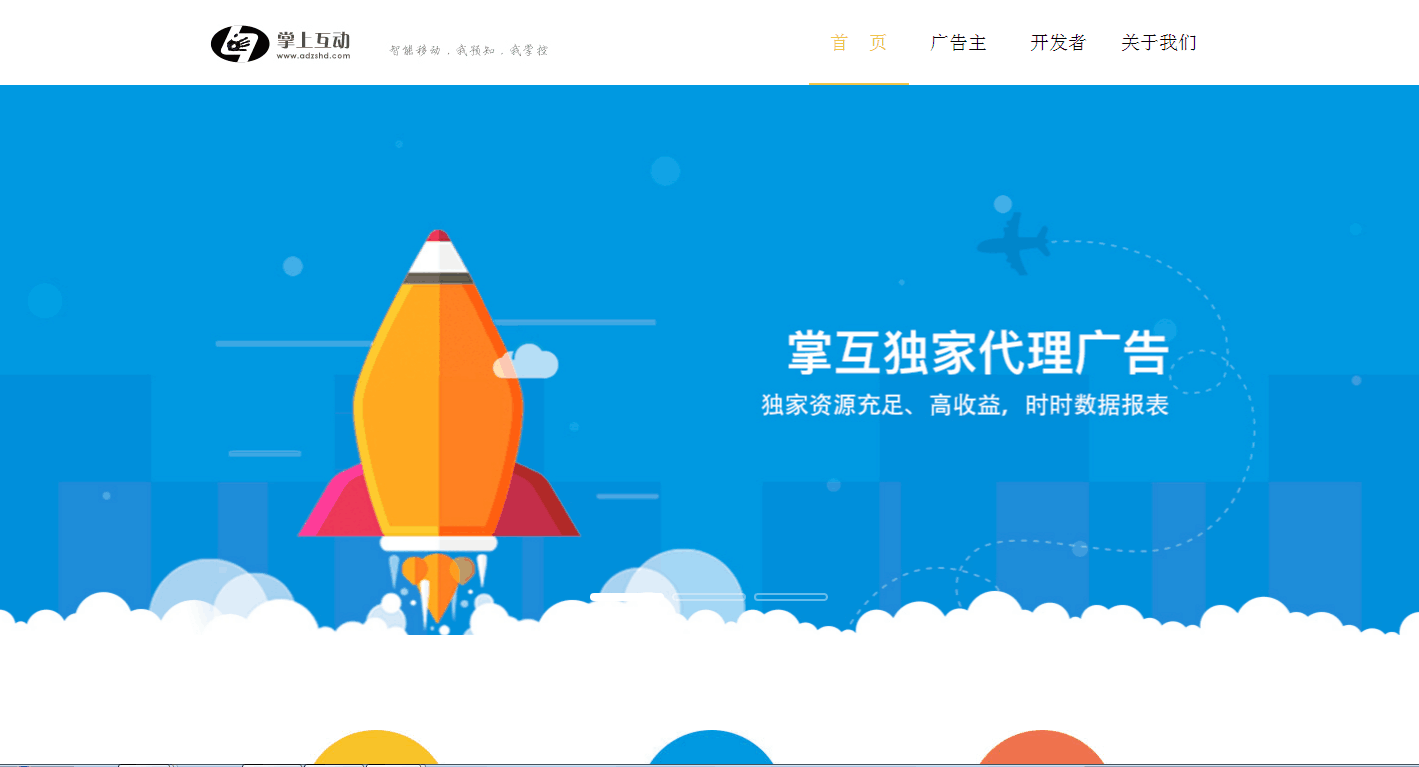 掌上互动
www.adzshd.com
智能移动．我预知．我掌控
首 页
广告主
开发者
关于我们
掌互独家代理广告
独家资源充足、高收益，时时数据报表